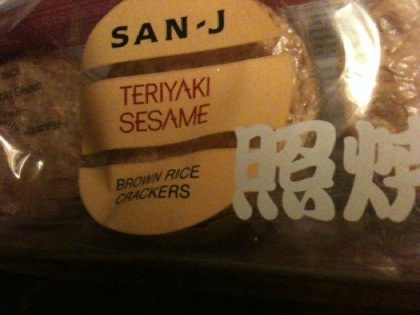 SAN-J
TERIYAKI
SESAME
BROWN RICE
CRACKERS
照焼